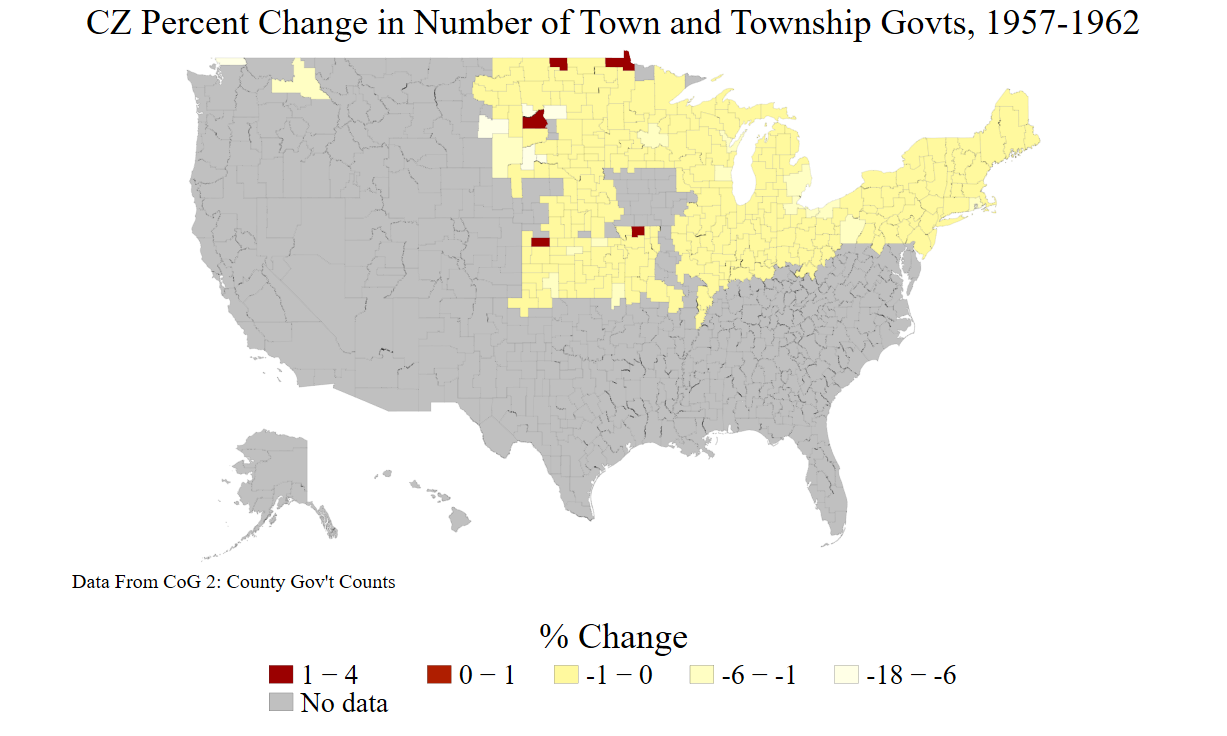 CZ Percent Change in Number of Town and Township Govts, 1957-1962
Data From CoG 2: County Gov't Counts
% Change
1 − 4 0 − 1 -1 − 0 -6 − -1 -18 − -6
No data